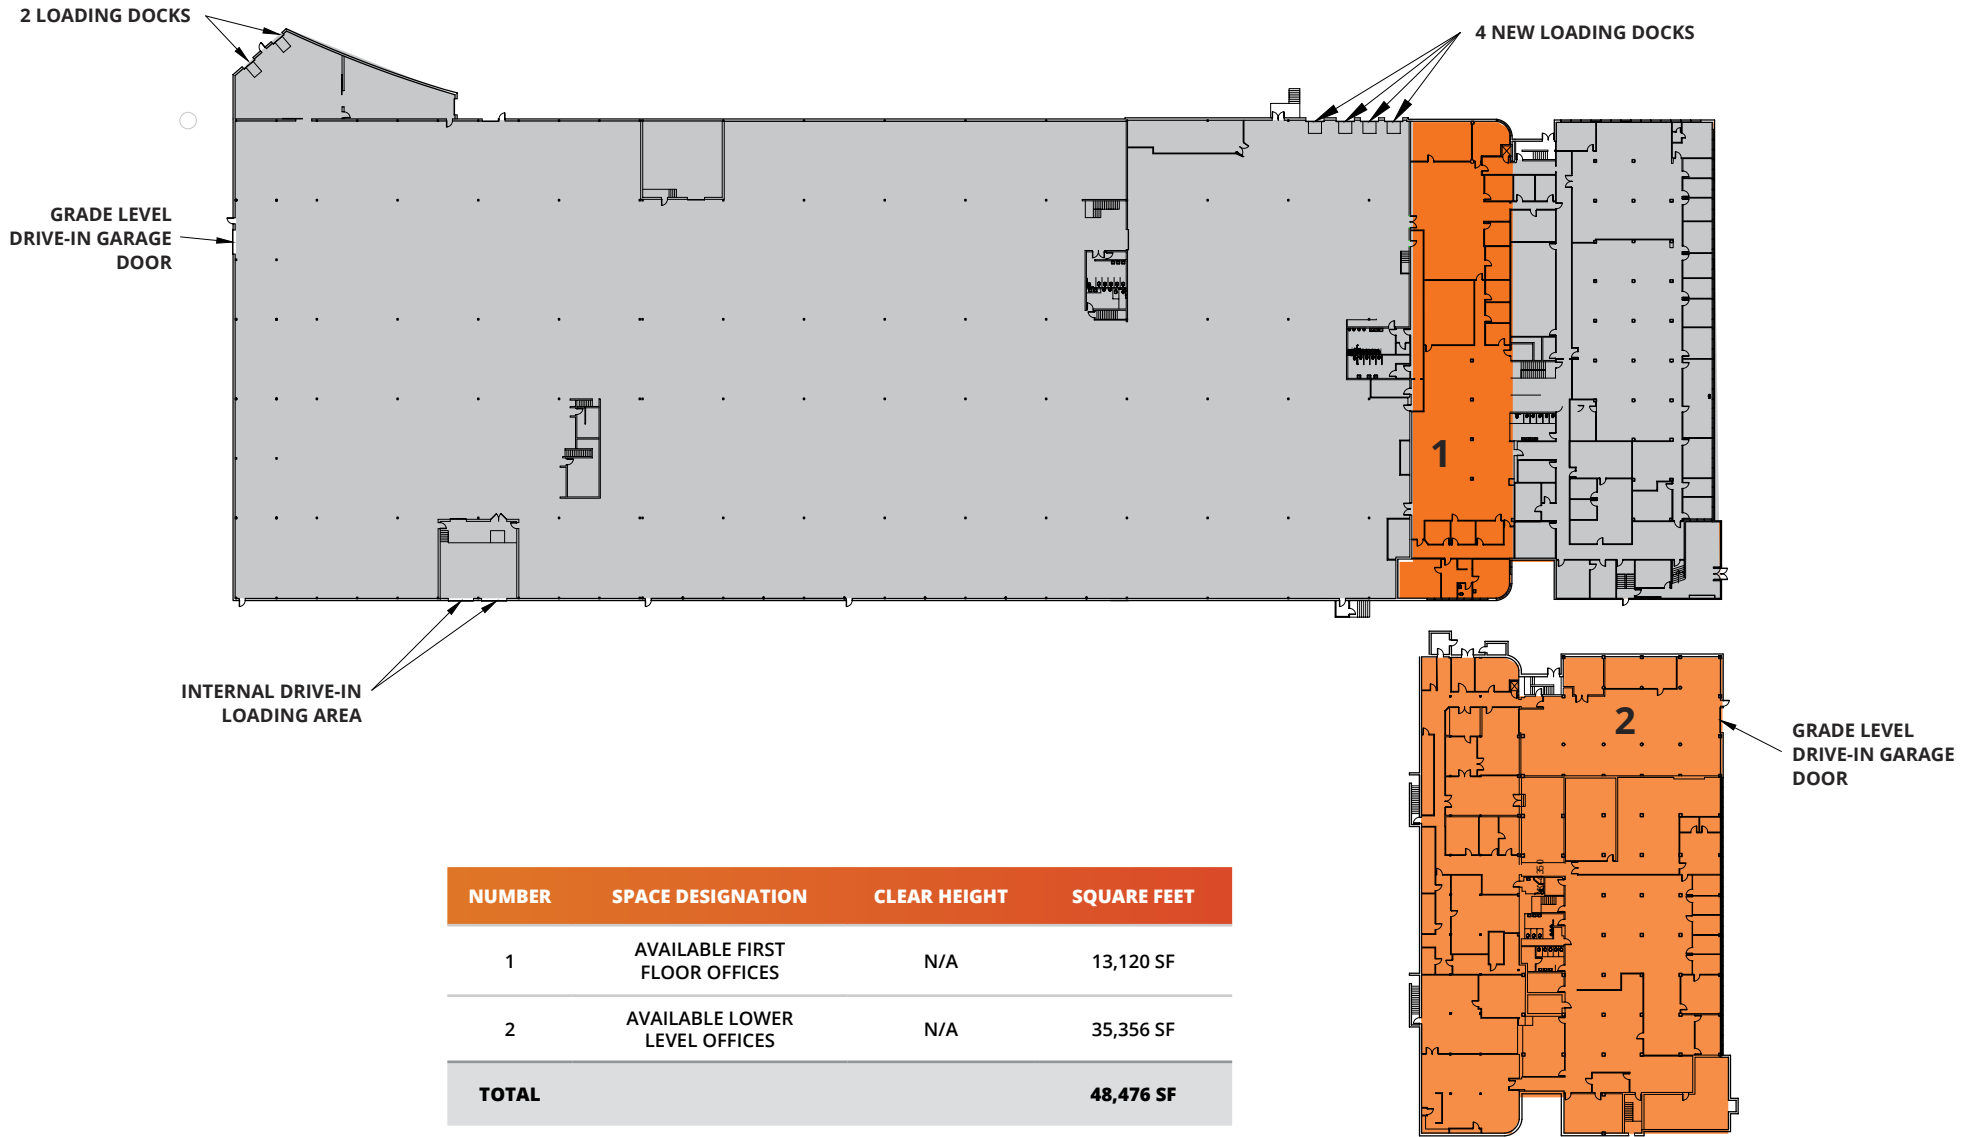 2 LOADING DOCKS
4 NEW LOADING DOCKS
GRADE LEVEL
DRIVE-IN GARAGE
DOOR
1
INTERNAL DRIVE-IN
LOADING AREA
2
GRADE LEVEL
DRIVE-IN GARAGE
DOOR
NUMBER SPACE DESIGNATION CLEAR HEIGHT SQUARE FEET
1 AVAILABLE FIRST FLOOR OFFICES N/A 13,120 SF
2 AVAILABLE LOWER LEVEL OFFICES N/A 35,356 SF
TOTAL 48,476 SF